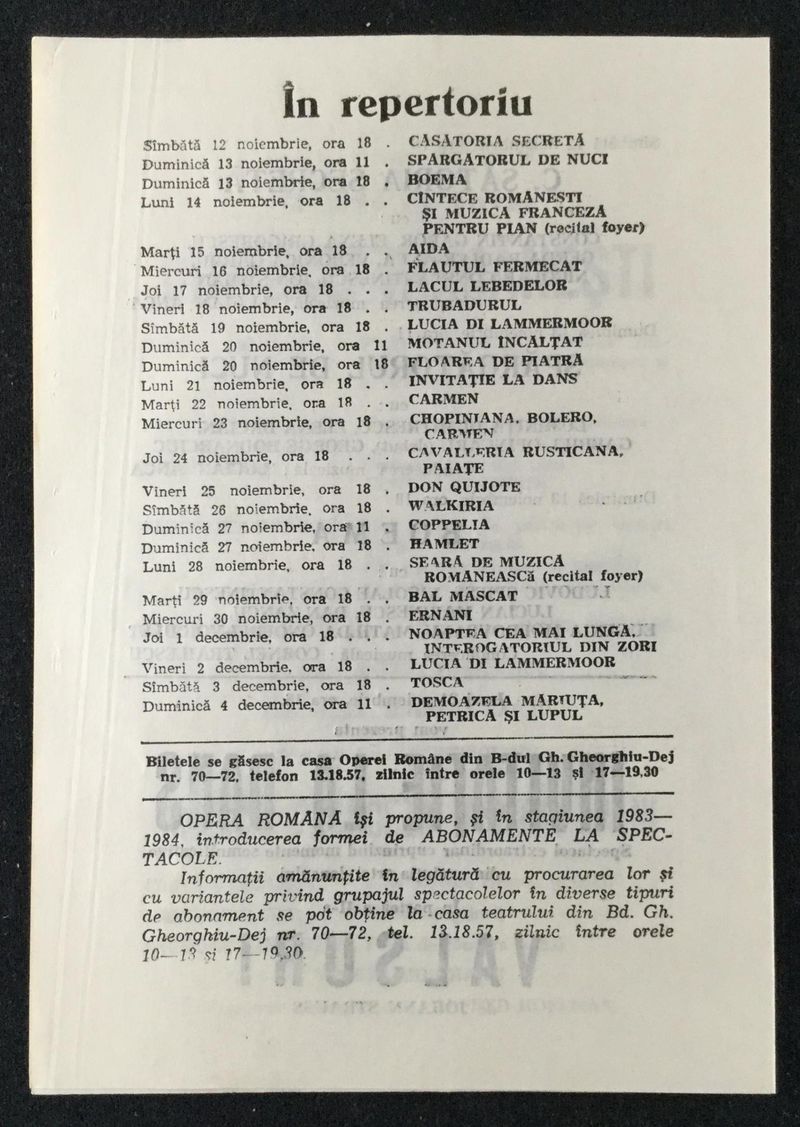 În repertoriu
Sîmbătă 12 noiembrie, ora 18 . CĂSĂTORIA SECRETĂ
Duminică 13 noiembrie, ora 11 . SPĂRGĂTORUL DE NUCI
Duminică 13 noiembrie, ora 18 . BOEMA
Luni 14 noiembrie, ora 18 . . CÎNTECE ROMÂNEȘTI
ȘI MUZICĂ FRANCEZĂ
PENTRU PIAN (recital foyer)
Marți 15 noiembrie, ora 18 . . AIDA
Miercuri 16 noiembrie, ora 18 . FLAUTUL FERMECAT
Joi 17 noiembrie, ora 18 . . . LACUL LEBEDELOR
Vineri 18 noiembrie, ora 18 . . TRUBADURUL
Sîmbătă 19 noiembrie, ora 18 . LUCIA DI LAMMERMOOR
Duminică 20 noiembrie, ora 11 MOTANUL ÎNCĂLȚAT
Duminică 20 noiembrie, ora 18 FLOAREA DE PIATRĂ
Luni 21 noiembrie, ora 18 . . INVITAȚIE LA DANS
Marți 22 noiembrie, ora 18 . . CARMEN
Miercuri 23 noiembrie, ora 18 . CHOPINIANA, BOLERO,
CARMEN
Joi 24 noiembrie, ora 18 . . . CAVALLERIA RUSTICANA,
PAIAȚE
Vineri 25 noiembrie, ora 18 . DON QUIJOTE
Sîmbătă 26 noiembrie, ora 18 . WALKIRIA
Duminică 27 noiembrie, ora 11 . COPPELIA
Duminică 27 noiembrie, ora 18 . HAMLET
Luni 28 noiembrie, ora 18 . . SEARĂ DE MUZICĂ
ROMÂNEASCă (recital foyer)
Marți 29 noiembrie, ora 18 . . BAL MASCAT
Miercuri 30 noiembrie, ora 18 . ERNANI
Joi 1 decembrie, ora 18 . . . NOAPTEA CEA MAI LUNGĂ,
INTEROGATORIUL DIN ZORI
Vineri 2 decembrie, ora 18 . . LUCIA DI LAMMERMOOR
Sîmbătă 3 decembrie, ora 18 . TOSCA
Duminică 4 decembrie, ora 11 . DEMOAZELA MĂRIUȚA,
PETRICĂ ȘI LUPUL
Biletele se găsesc la casa Operei Române din B-dul Gh. Gheorghiu-Dej
nr. 70—72, telefon 13.18.57, zilnic între orele 10—13 și 17—19,30
OPERA ROMÂNĂ își propune, și în stagiunea 1983—
1984, introducerea formei de ABONAMENTE LA SPEC-
TACOLE.
Informații amănunțite în legătură cu procurarea lor și
cu variantele privind grupajul spectacolelor în diverse tipuri
de abonament se pot obține la casa teatrului din Bd. Gh.
Gheorghiu-Dej nr. 70—72, tel. 13.18.57, zilnic între orele
10—13 și 17—19,30.